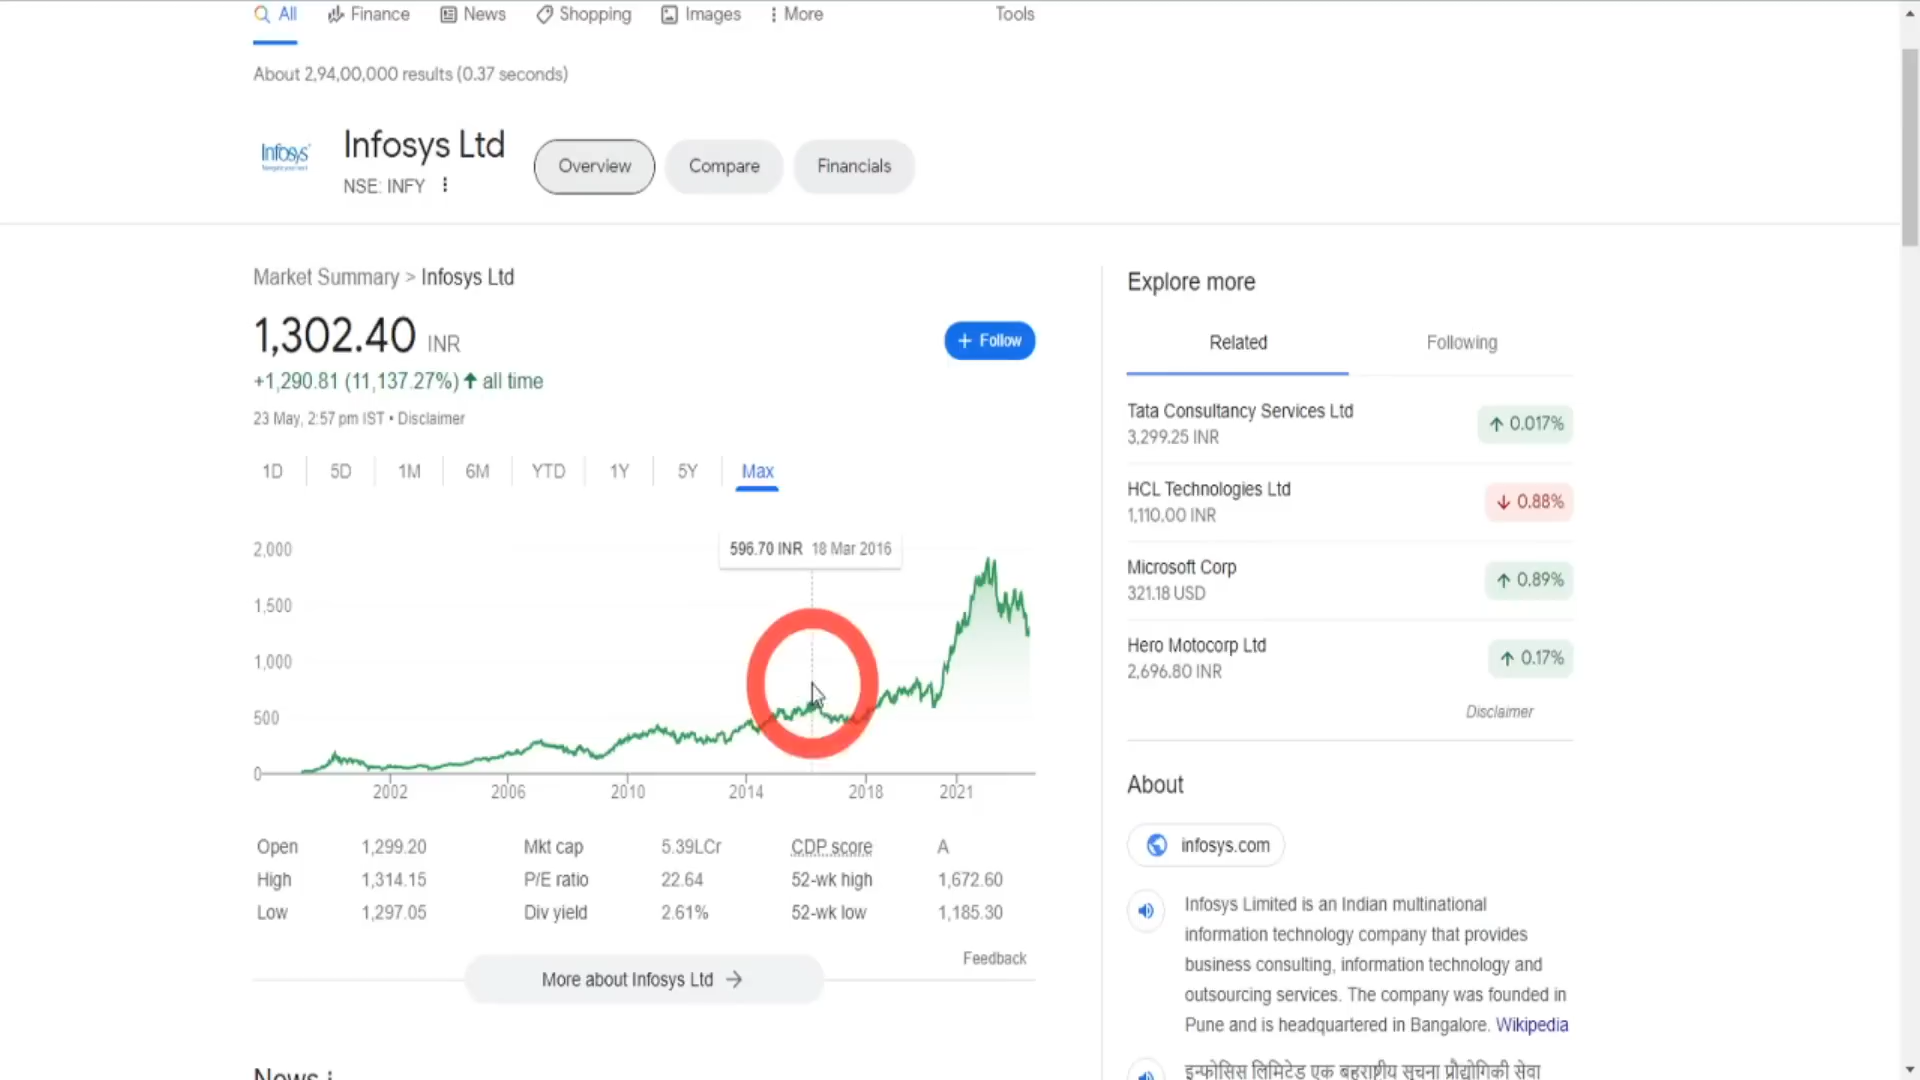 All Finance News Shopping Images More Tools
About 2,94,00,000 results (0.37 seconds)
Infosys
Infosys Ltd
NSE: INFY
Overview Compare Financials
Market Summary > Infosys Ltd
1,302.40 INR
+ Follow
+1,290.81 (11,137.27%) ↑ all time
23 May, 2:57 pm IST • Disclaimer
1D 5D 1M 6M YTD 1Y 5Y Max
596.70 INR 18 Mar 2016
2,000
1,500
1,000
500
0
2002 2006 2010 2014 2018 2021
Open 1,299.20 Mkt cap 5.39LCr CDP score A
High 1,314.15 P/E ratio 22.64 52-wk high 1,672.60
Low 1,297.05 Div yield 2.61% 52-wk low 1,185.30
Feedback
More about Infosys Ltd →
News
Explore more
Related Following
Tata Consultancy Services Ltd
3,299.25 INR
↑ 0.017%
HCL Technologies Ltd
1,110.00 INR
↓ 0.88%
Microsoft Corp
321.18 USD
↑ 0.89%
Hero Motocorp Ltd
2,696.80 INR
↑ 0.17%
Disclaimer
About
infosys.com
Infosys Limited is an Indian multinational
information technology company that provides
business consulting, information technology and
outsourcing services. The company was founded in
Pune and is headquartered in Bangalore. Wikipedia
इन्फोसिस लिमिटेड एक बहुराष्ट्रीय सूचना प्रौद्योगिकी सेवा